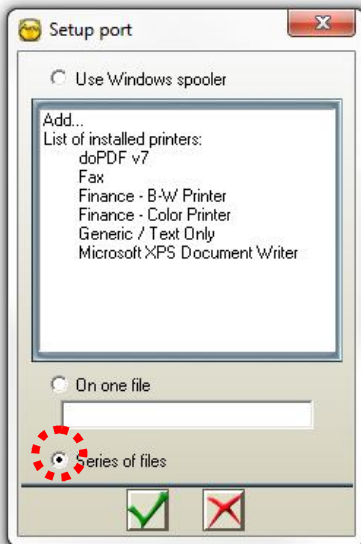 Setup port
Use Windows spooler
Add...
List of installed printers:
doPDF v7
Fax
Finance - B-W Printer
Finance - Color Printer
Generic / Text Only
Microsoft XPS Document Writer
On one file
Series of files